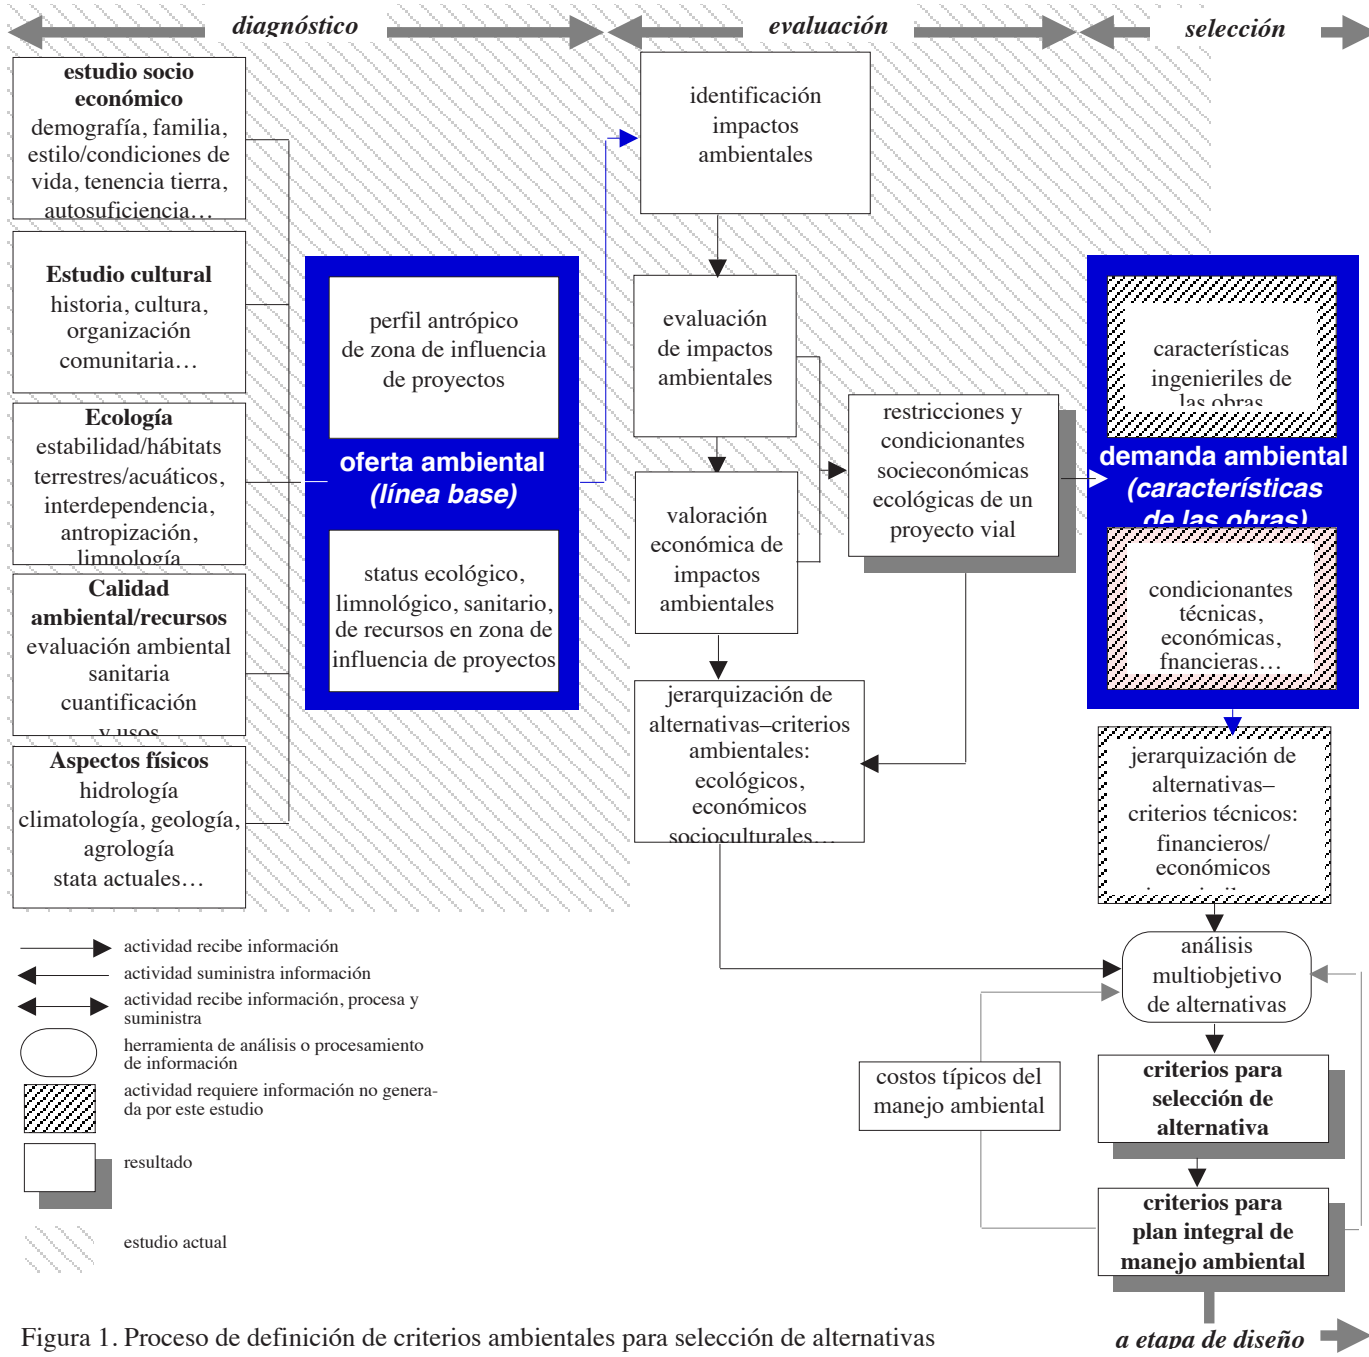 diagnóstico
evaluación
selección
estudio socio
económico
demografía, familia,
estilo/condiciones de
vida, tenencia tierra,
autosuficiencia…
Estudio cultural
historia, cultura,
organización
comunitaria…
Ecología
estabilidad/hábitats
terrestres/acuáticos,
interdependencia,
antropización,
limnología
Calidad
ambiental/recursos
evaluación ambiental
sanitaria
cuantificación
y usos
Aspectos físicos
hidrología
climatología, geología,
agrología
stata actuales…
perfil antrópico
de zona de influencia
de proyectos
oferta ambiental
(línea base)
status ecológico,
limnológico, sanitario,
de recursos en zona de
influencia de proyectos
identificación
impactos
ambientales
evaluación
de impactos
ambientales
valoración
económica de
impactos
ambientales
jerarquización de
alternativas–criterios
ambientales:
ecológicos,
económicos
socioculturales…
restricciones y
condicionantes
socieconómicas
ecológicas de un
proyecto vial
características
ingenieriles de
las obras
demanda ambiental
(características
de las obras)
condicionantes
técnicas,
económicas,
fnancieras…
jerarquización de
alternativas–
criterios técnicos:
financieros/
económicos
análisis
multiobjetivo
de alternativas
costos típicos del
manejo ambiental
criterios para
selección de
alternativa
criterios para
plan integral de
manejo ambiental
a etapa de diseño
actividad recibe información
actividad suministra información
actividad recibe información, procesa y
suministra
herramienta de análisis o procesamiento
de información
actividad requiere información no genera-
da por este estudio
resultado
estudio actual
Figura 1. Proceso de definición de criterios ambientales para selección de alternativas